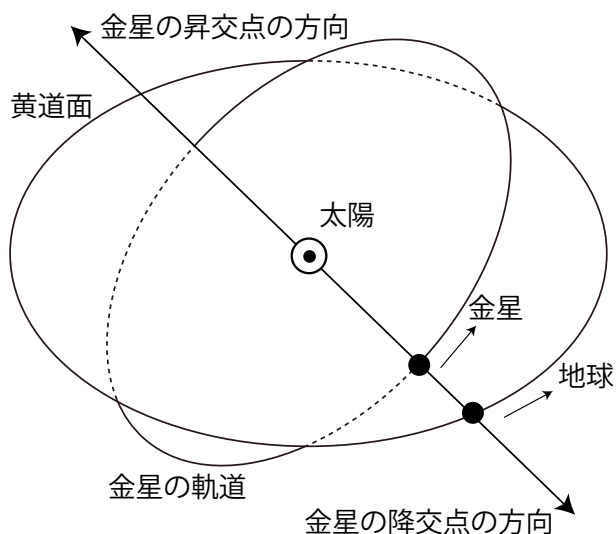 金星の昇交点の方向
黄道面
太陽
金星
地球
金星の軌道
金星の降交点の方向